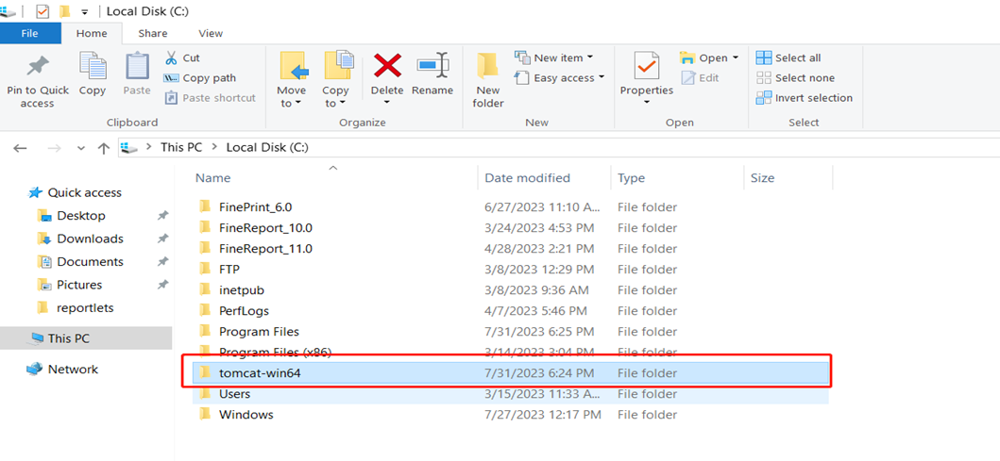 Local Disk (C:)
File Home Share View
Pin to Quick access
Copy
Paste
Cut
Copy path
Paste shortcut
Clipboard
Move to
Copy to
Delete
Rename
Organize
New folder
New item
Easy access
New
Properties
Open
Edit
Open
Select all
Select none
Invert selection
Select
This PC > Local Disk (C:)
Quick access
Desktop
Downloads
Documents
Pictures
reportlets
This PC
Network
Name Date modified Type Size
FinePrint_6.0 6/27/2023 11:10 A... File folder
FineReport_10.0 3/24/2023 4:53 PM File folder
FineReport_11.0 4/28/2023 2:21 PM File folder
FTP 3/8/2023 12:29 PM File folder
inetpub 3/8/2023 9:36 AM File folder
PerfLogs 4/7/2023 5:46 PM File folder
Program Files 7/31/2023 6:25 PM File folder
Program Files (x86) 3/14/2023 3:04 PM File folder
tomcat-win64 7/31/2023 6:24 PM File folder
Users 3/15/2023 11:33 A... File folder
Windows 7/27/2023 12:17 PM File folder